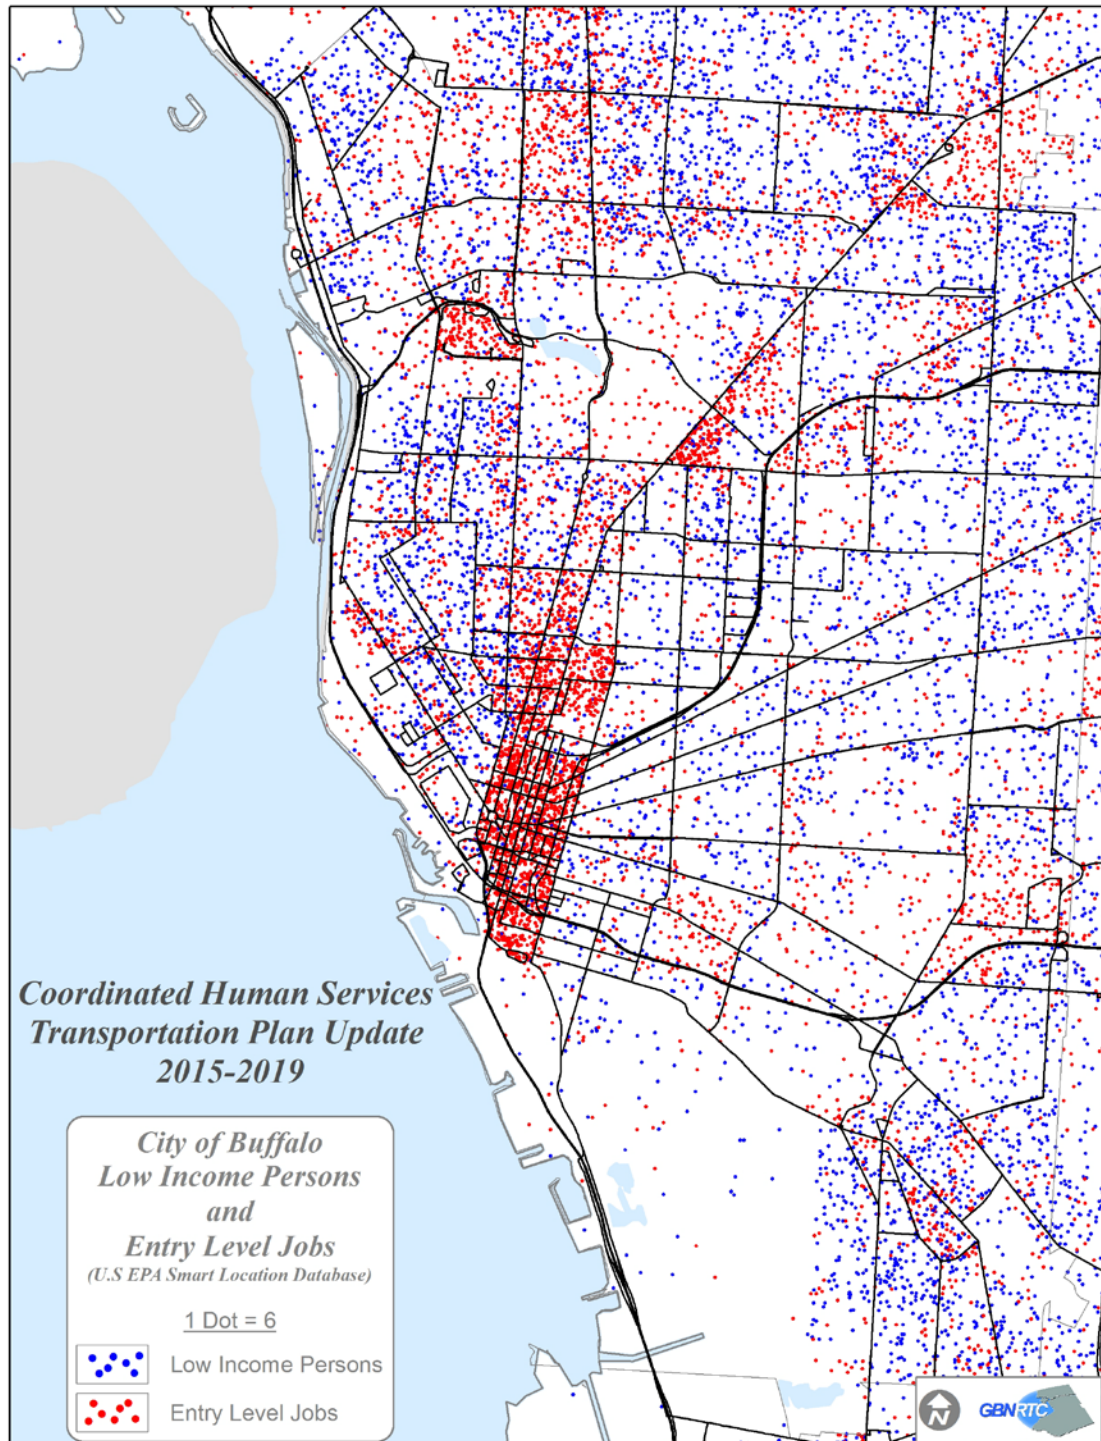 Coordinated Human Services
Transportation Plan Update
2015-2019
City of Buffalo
Low Income Persons
and
Entry Level Jobs
(U.S EPA Smart Location Database)
1 Dot = 6
Low Income Persons
Entry Level Jobs
N
GBNRTC